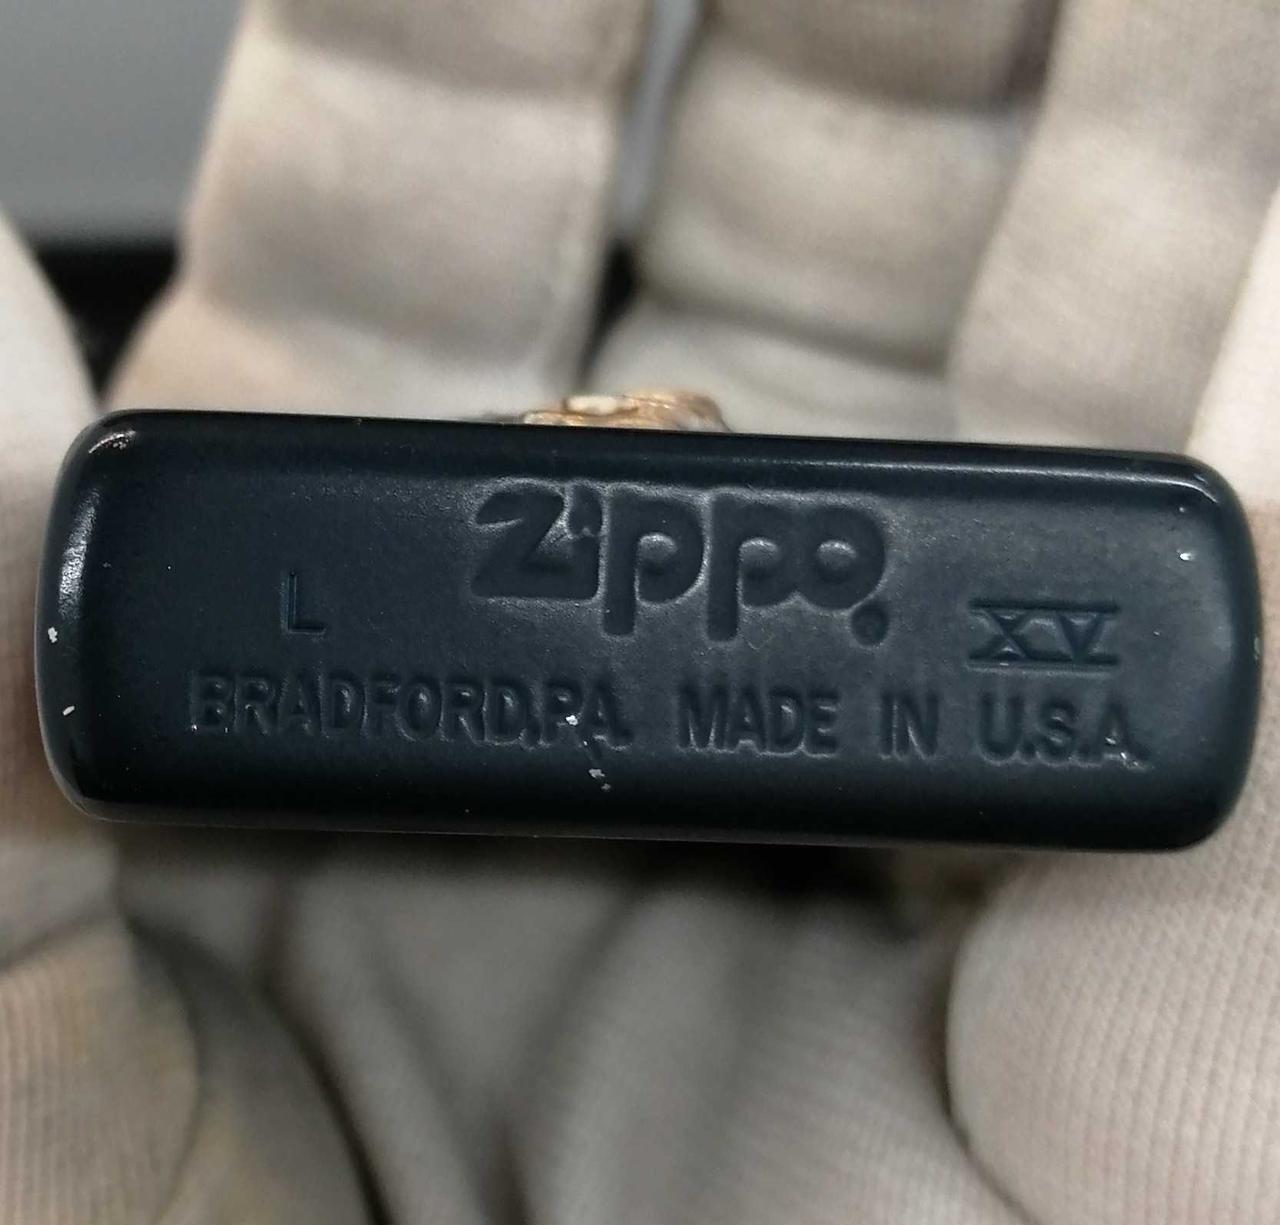 Zippo
L XV
BRADFORD,PA. MADE IN U.S.A.